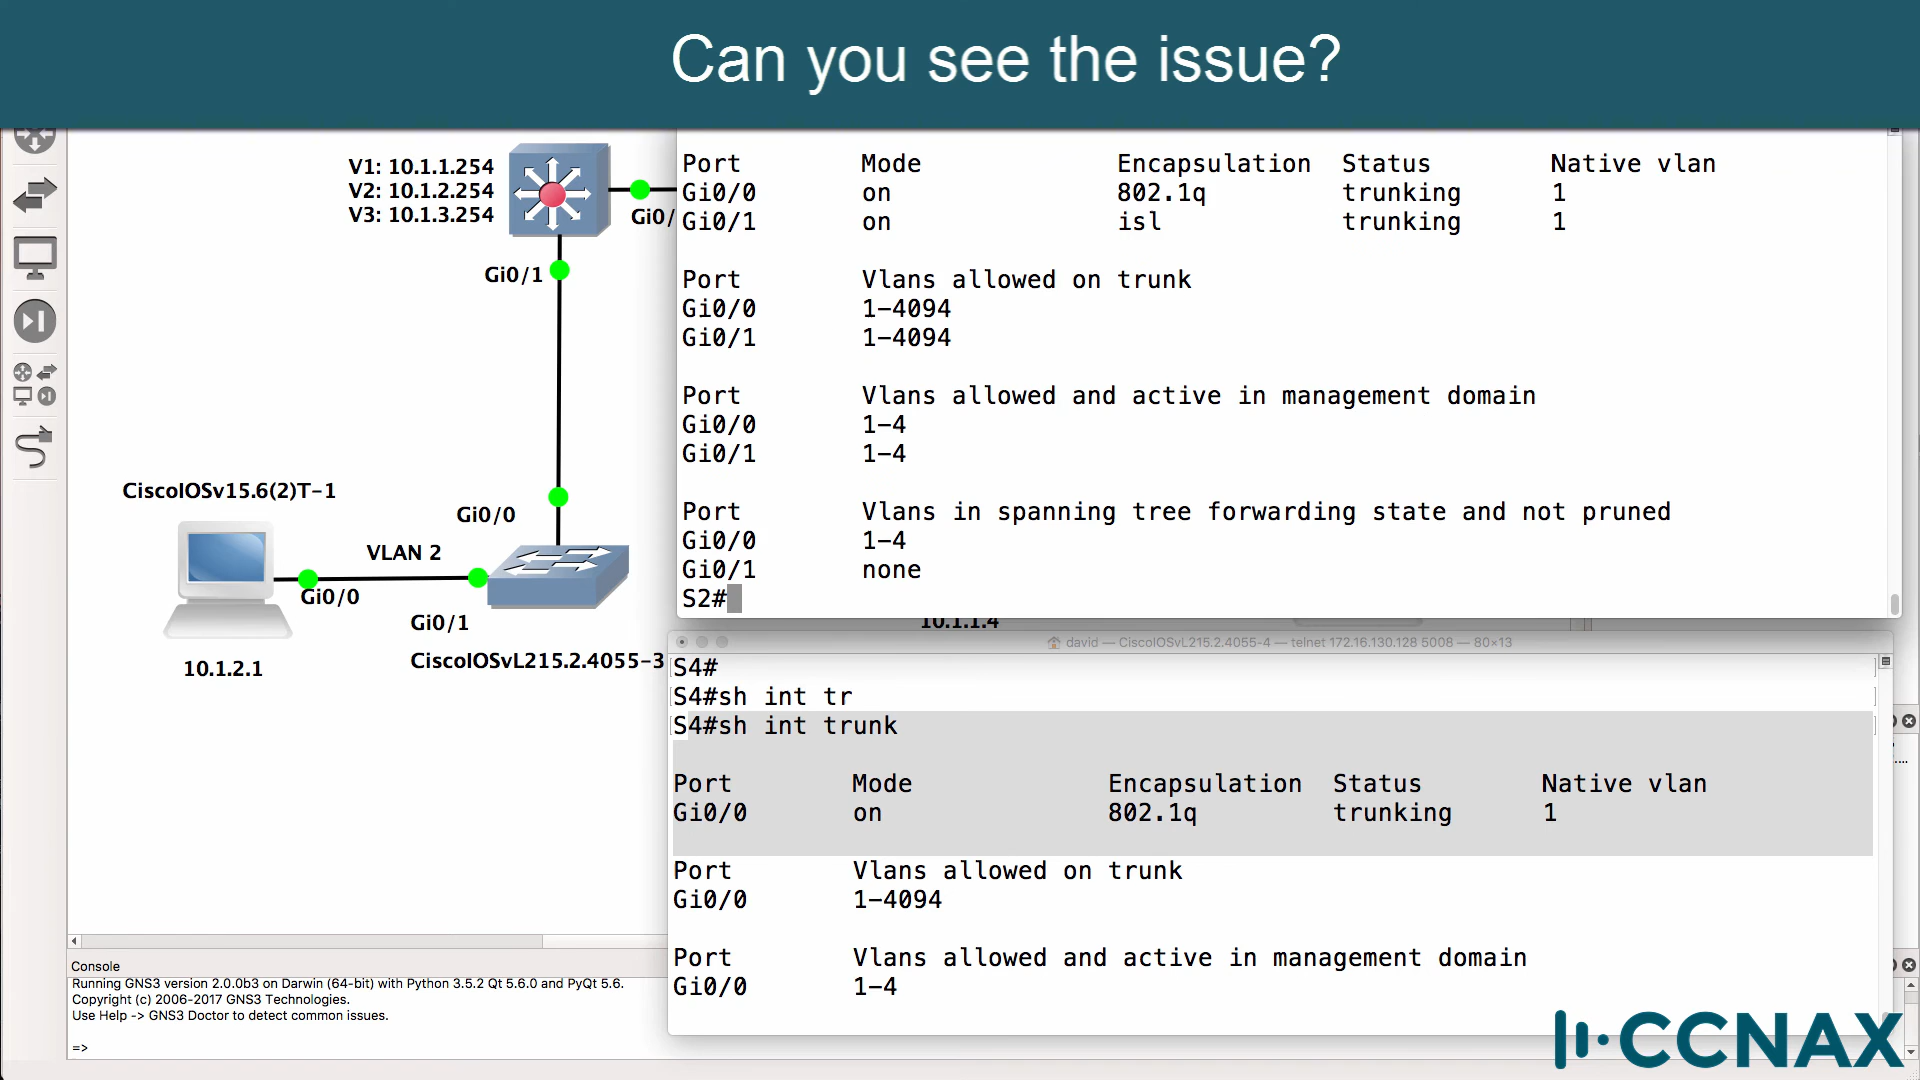 Can you see the issue?
V1: 10.1.1.254
V2: 10.1.2.254
V3: 10.1.3.254
Gi0/
Gi0/1
CiscoIOSv15.6(2)T-1
Gi0/0
VLAN 2
Gi0/0
Gi0/1
10.1.2.1
CiscoIOSvL215.2.4055-3
Port Mode Encapsulation Status Native vlan
Gi0/0 on 802.1q trunking 1
Gi0/1 on isl trunking 1
Port Vlans allowed on trunk
Gi0/0 1-4094
Gi0/1 1-4094
Port Vlans allowed and active in management domain
Gi0/0 1-4
Gi0/1 1-4
Port Vlans in spanning tree forwarding state and not pruned
Gi0/0 1-4
Gi0/1 none
S2#
10.1.1.4
david — CiscoIOSvL215.2.4055-4 — telnet 172.16.130.128 5008 — 80×13
S4#
S4#sh int tr
S4#sh int trunk
Port Mode Encapsulation Status Native vlan
Gi0/0 on 802.1q trunking 1
Port Vlans allowed on trunk
Gi0/0 1-4094
Port Vlans allowed and active in management domain
Gi0/0 1-4
Console
Running GNS3 version 2.0.0b3 on Darwin (64-bit) with Python 3.5.2 Qt 5.6.0 and PyQt 5.6.
Copyright (c) 2006-2017 GNS3 Technologies.
Use Help -> GNS3 Doctor to detect common issues.
=>
CCNAX